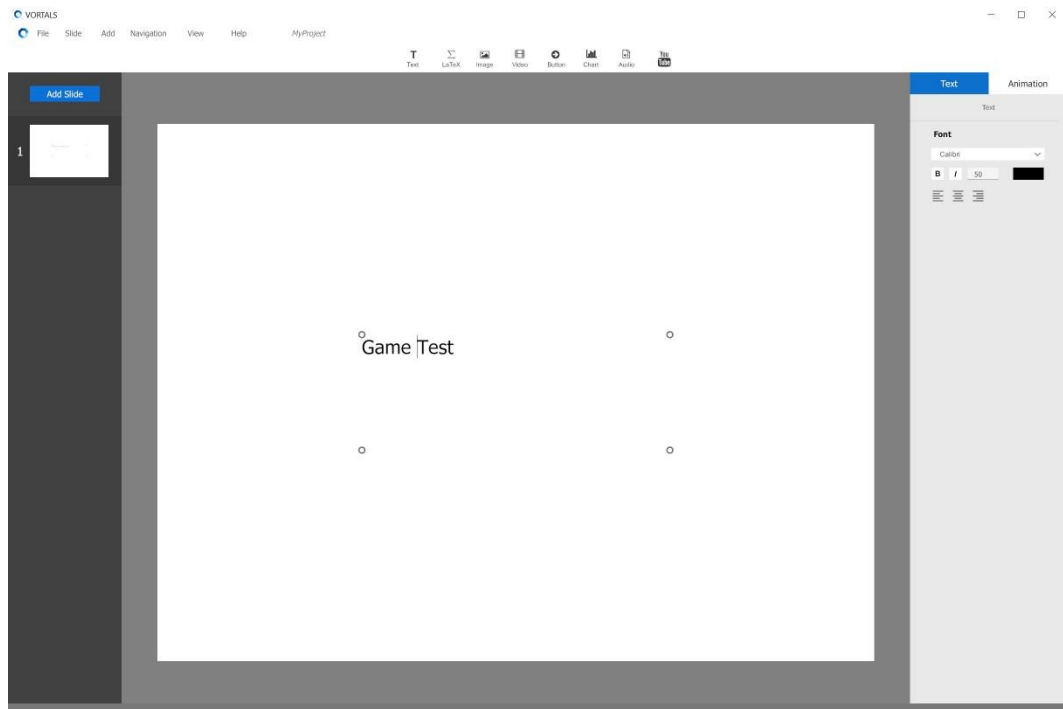 VORTALS
File Slide Add Navigation View Help MyProject
T Σ You Tube
Text LaTeX Image Video Button Chart Audio
Add Slide
Text Animation
Text
Font
Calibri
B I 50
1
Game Test